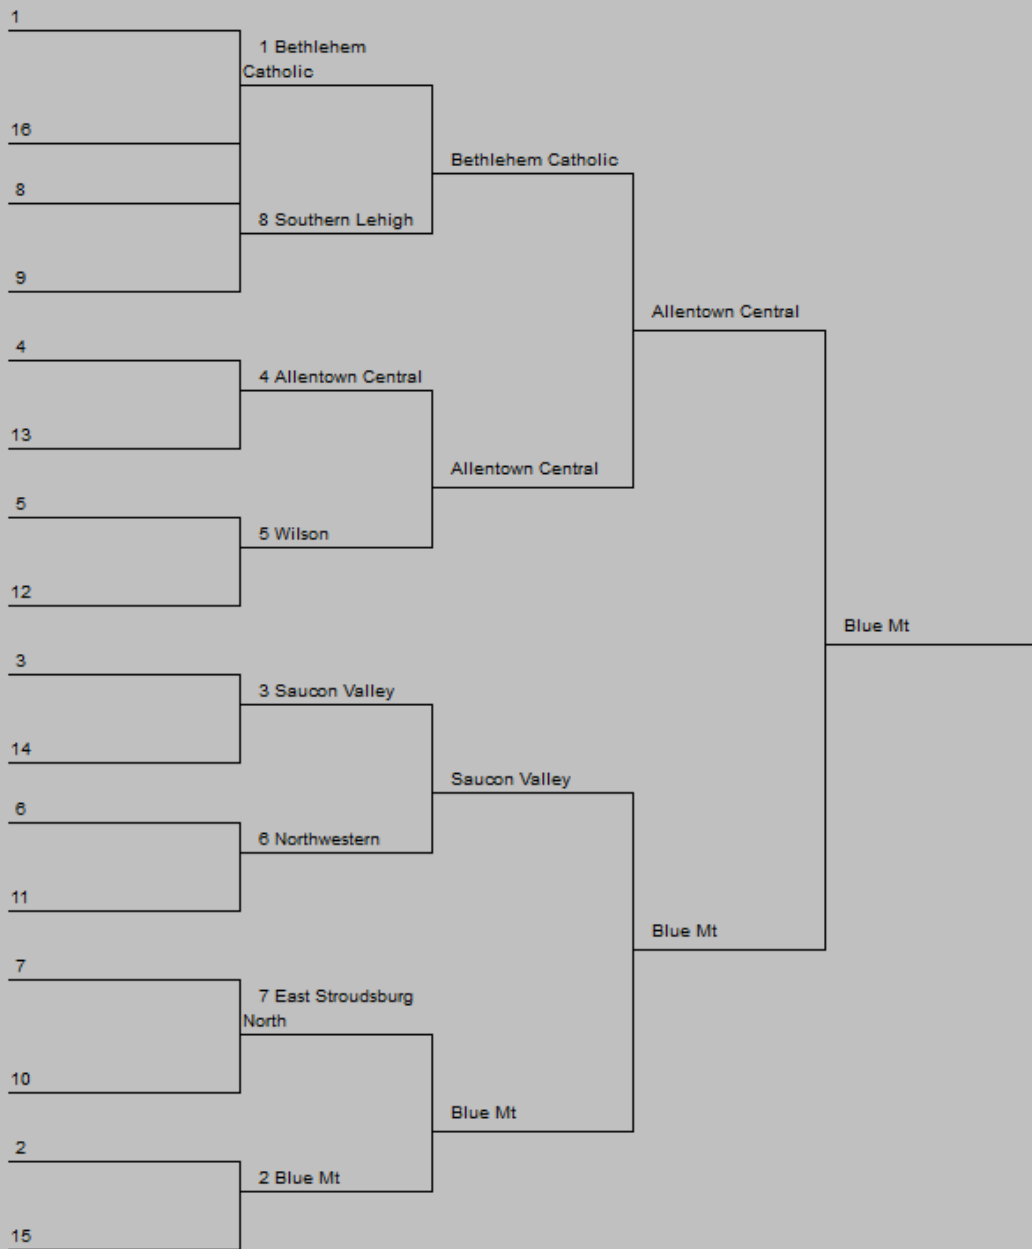 1
1 Bethlehem
Catholic
16
Bethlehem Catholic
8
8 Southern Lehigh
9
Allentown Central
4
4 Allentown Central
13
Allentown Central
5
5 Wilson
12
Blue Mt
3
3 Saucon Valley
14
Saucon Valley
6
6 Northwestern
11
Blue Mt
7
7 East Stroudsburg
North
10
Blue Mt
2
2 Blue Mt
15